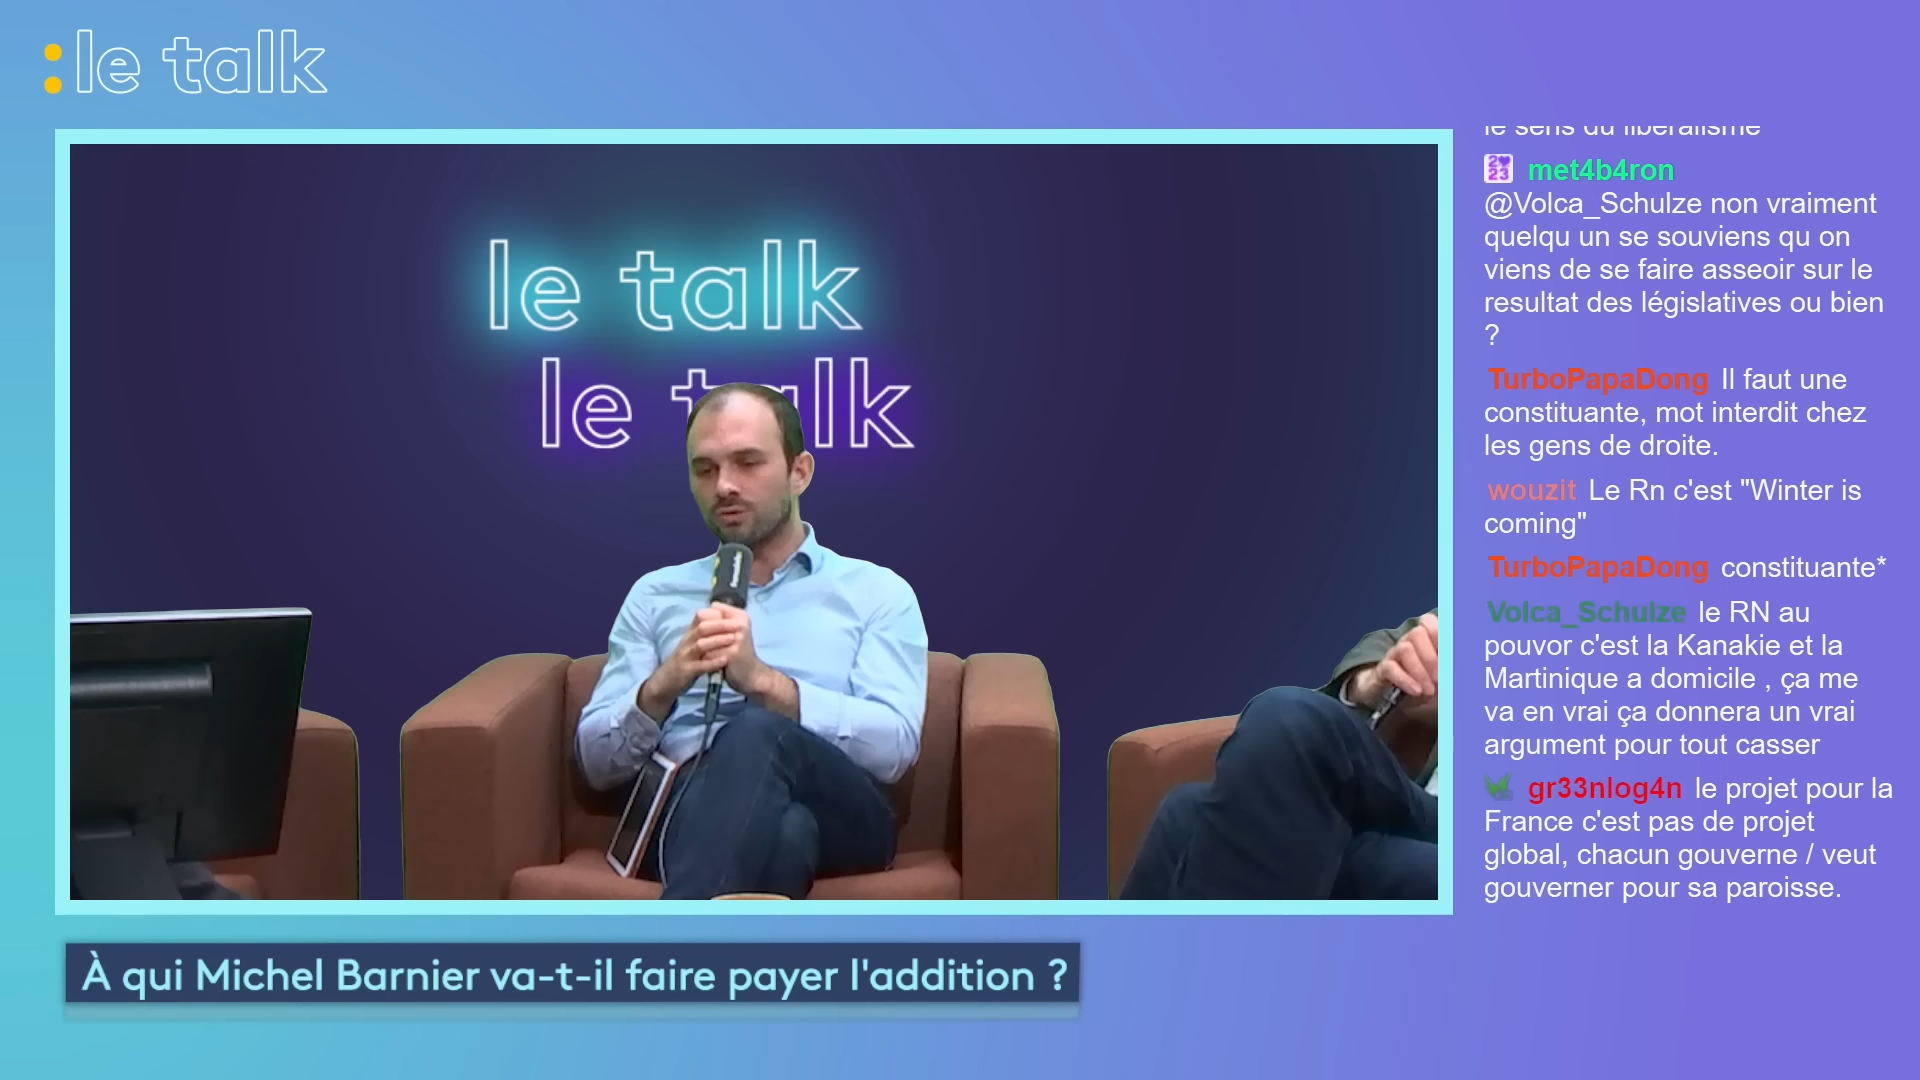 :le talk
le talk
le talk
le sens du libéralisme
met4b4ron
@Volca_Schulze non vraiment
quelqu un se souviens qu on
viens de se faire asseoir sur le
resultat des législatives ou bien
?
TurboPapaDong Il faut une
constituante, mot interdit chez
les gens de droite.
wouzit Le Rn c'est "Winter is
coming"
TurboPapaDong constituante*
Volca_Schulze le RN au
pouvor c'est la Kanakie et la
Martinique a domicile , ça me
va en vrai ça donnera un vrai
argument pour tout casser
gr33nlog4n le projet pour la
France c'est pas de projet
global, chacun gouverne / veut
gouverner pour sa paroisse.
À qui Michel Barnier va-t-il faire payer l'addition ?